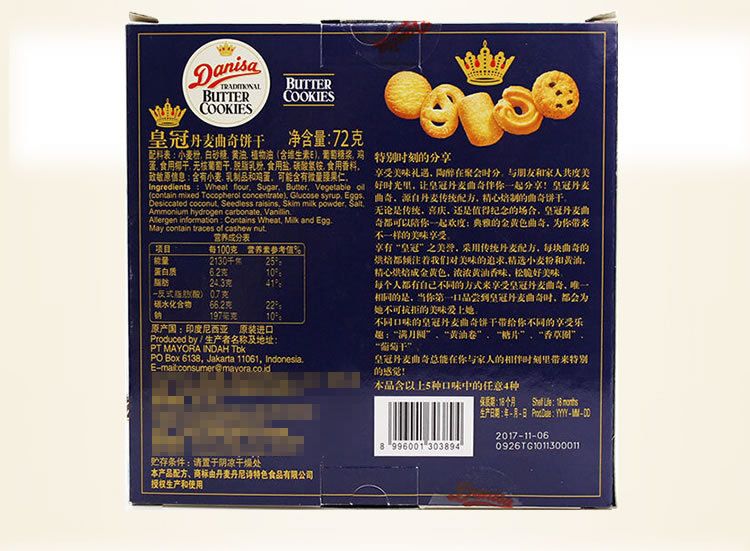 Danisa
TRADITIONAL
BUTTER
COOKIES
BUTTER
COOKIES
皇冠 丹麦曲奇饼干 净含量:72克
配料表:小麦粉, 白砂糖, 黄油, 植物油 (含维生素E), 葡萄糖浆, 鸡
蛋, 食用椰干, 无核葡萄干, 脱脂乳粉, 食用盐, 碳酸氢铵, 食用香料。
致敏原信息:含有小麦, 乳制品和鸡蛋, 可能含有微量腰果仁。
Ingredients : Wheat flour, Sugar, Butter, Vegetable oil
(contain mixed Tocopherol concentrate), Glucose syrup, Eggs,
Desiccated coconut, Seedless raisins, Skim milk powder, Salt,
Ammonium hydrogen carbonate, Vanillin.
Allergen information : Contains Wheat, Milk and Egg.
May contain traces of cashew nut.
营养成分表
项目 每100克 营养素参考值%
能量 2130千焦 25%
蛋白质 6.2克 10%
脂肪 24.3克 41%
-反式脂肪(酸) 0.7克
碳水化合物 66.2克 22%
钠 197毫克 10%
原产国:印度尼西亚 原装进口
Produced by / 生产者名称及地址:
PT MAYORA INDAH Tbk
PO Box 6138, Jakarta 11061, Indonesia.
E-mail:consumer@mayora.co.id
贮存条件:请置于阴凉干燥处
本产品配方、商标由丹麦丹尼诗特色食品有限公司
授权生产和使用
特别时刻的分享
享受美味礼遇, 陶醉在聚会时分。与朋友和家人共度美
好时光里, 让皇冠丹麦曲奇伴你一起分享!皇冠丹麦曲
奇, 源自丹麦传统配方, 精心焙制的曲奇饼干。
无论是传统, 喜庆, 还是值得纪念的场合, 皇冠丹麦曲奇
都可以陪你一起欢度;典雅的金黄色曲奇, 为你带来
不一样的美味享受。
享有“皇冠”之美誉, 采用传统丹麦配方, 每块曲奇的
烘焙都倾注着我们对美味的追求,精选小麦粉和黄油,
精心烘焙成金黄色, 浓浓黄油香味, 松脆好美味。
每个人都有自己不同的方式来享受皇冠丹麦曲奇, 唯一
相同的是, 当你第一口品尝到皇冠丹麦曲奇时, 都会为
她不可抗拒的美味爱上她。
不同口味的皇冠丹麦曲奇饼干带给你不同的享受乐
趣:“满月圈”、“黄油卷”、“糖片”、“香草圈”、
“葡萄干”。
皇冠丹麦曲奇总能在你与家人的相伴时刻里带来特别
的感觉!
本品含以上5种口味中的任意4种
保质期:18个月 Shelf Life : 18 months
生产日期:年-月-日 Prod.Date : YYYY-MM-DD
8 996001 303894
2017-11-06
0926TG1011300011